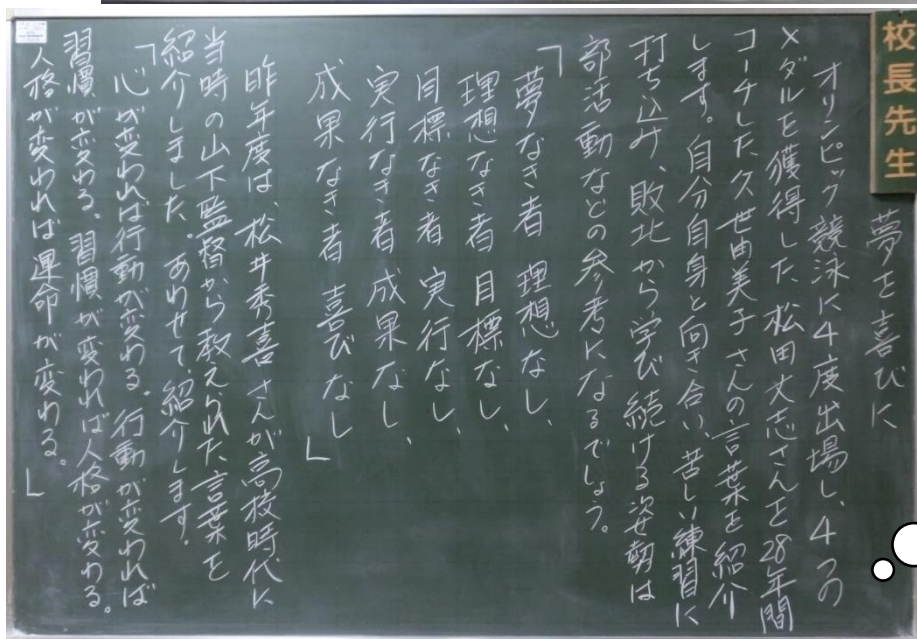 校長先生
夢を喜びに
オリンピック競泳に4度出場し、4つの
メダルを獲得した松田丈志さんを28年間
コーチした久世由美子さんの言葉を紹介
します。自分自身と向き合い、苦しい練習に
打ち込み、敗北から学び続ける姿勢は
部活動などの参考になるでしょう。
「夢なき者 理想なし、
理想なき者 目標なし、
目標なき者 実行なし、
実行なき者 成果なし、
成果なき者 喜びなし」
昨年度は、松井秀喜さんが高校時代に
当時の山下監督から教えられた言葉を
紹介しました。あわせて、紹介します。
「心が変われば行動が変わる。行動が変われば
習慣が変わる。習慣が変われば人格が変わる。
人格が変われば運命が変わる。」